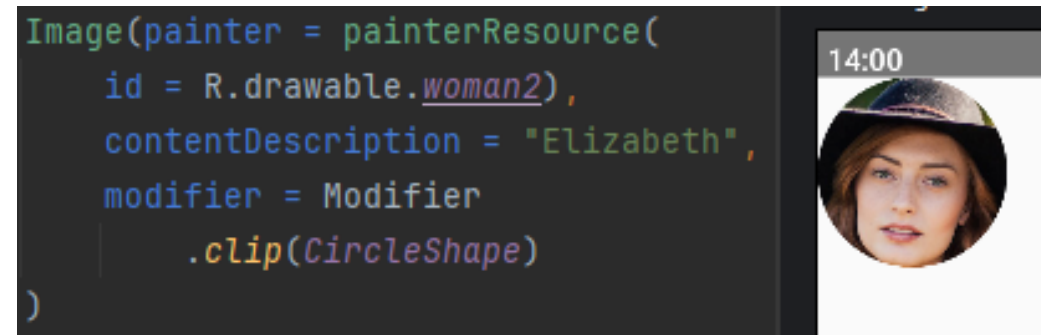 Image(painter = painterResource(
id = R.drawable.woman2),
contentDescription = "Elizabeth",
modifier = Modifier
.clip(CircleShape)
)
14:00